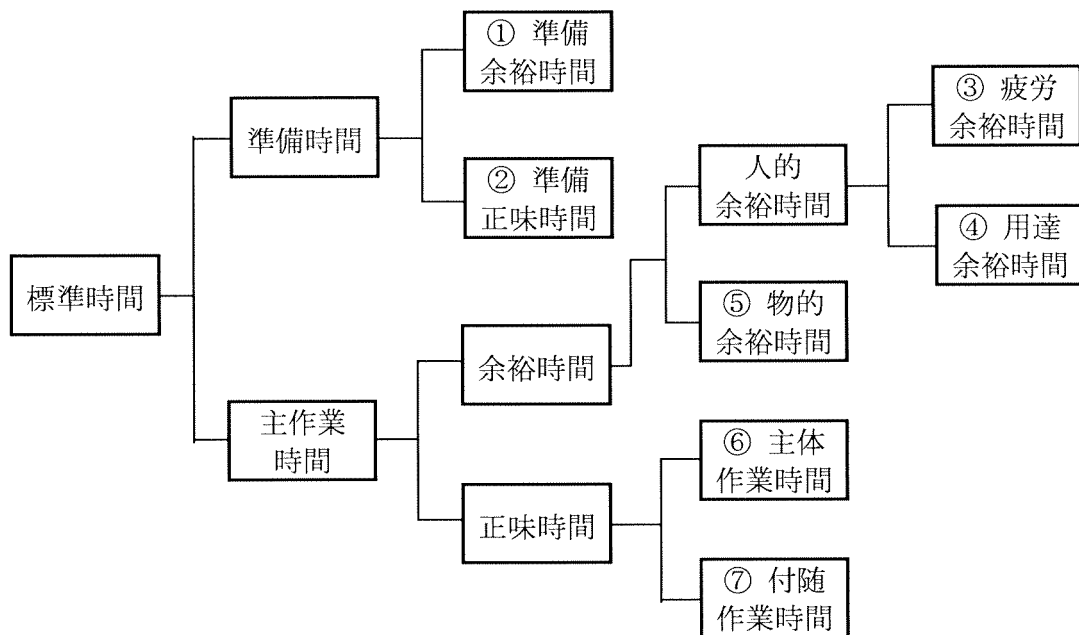 標準時間
準備時間
① 準備
余裕時間
② 準備
正味時間
主作業
時間
余裕時間
人的
余裕時間
③ 疲労
余裕時間
④ 用達
余裕時間
⑤ 物的
余裕時間
正味時間
⑥ 主体
作業時間
⑦ 付随
作業時間